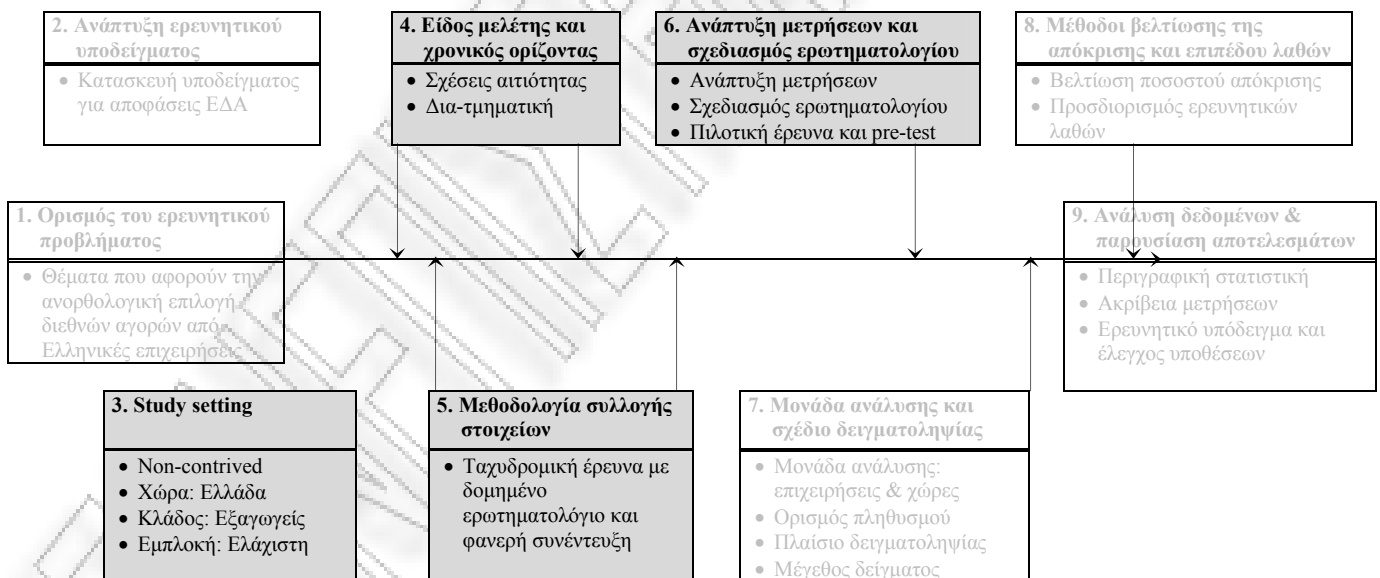 2. Ανάπτυξη ερευνητικού
υποδείγματος
• Κατασκευή υποδείγματος
για αποφάσεις ΕΔΑ
4. Είδος μελέτης και
χρονικός ορίζοντας
• Σχέσεις αιτιότητας
• Δια-τμηματική
6. Ανάπτυξη μετρήσεων και
σχεδιασμός ερωτηματολογίου
• Ανάπτυξη μετρήσεων
• Σχεδιασμός ερωτηματολογίου
• Πιλοτική έρευνα και pre-test
8. Μέθοδοι βελτίωσης της
απόκρισης και επιπέδου λαθών
• Βελτίωση ποσοστού απόκρισης
• Προσδιορισμός ερευνητικών
λαθών
1. Ορισμός του ερευνητικού
προβλήματος
• Θέματα που αφορούν την
ανορθολογική επιλογή
διεθνών αγορών από
Ελληνικές επιχειρήσεις
9. Ανάλυση δεδομένων &
παρουσίαση αποτελεσμάτων
• Περιγραφική στατιστική
• Ακρίβεια μετρήσεων
• Ερευνητικό υπόδειγμα και
έλεγχος υποθέσεων
3. Study setting
• Non-contrived
• Χώρα: Ελλάδα
• Κλάδος: Εξαγωγείς
• Εμπλοκή: Ελάχιστη
5. Μεθοδολογία συλλογής
στοιχείων
• Ταχυδρομική έρευνα με
δομημένο
ερωτηματολόγιο και
φανερή συνέντευξη
7. Μονάδα ανάλυσης και
σχέδιο δειγματοληψίας
• Μονάδα ανάλυσης:
επιχειρήσεις & χώρες
• Ορισμός πληθυσμού
• Πλαίσιο δειγματοληψίας
• Μέγεθος δείγματος